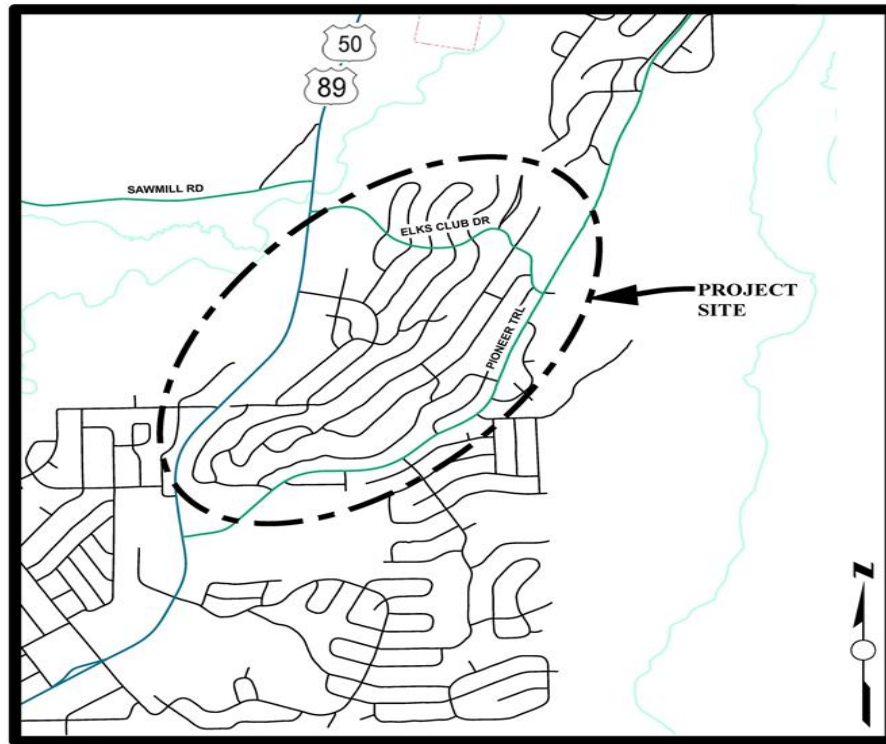 50
89
SAWMILL RD
ELKS CLUB DR
PROJECT
SITE
PIONEER TRL
N